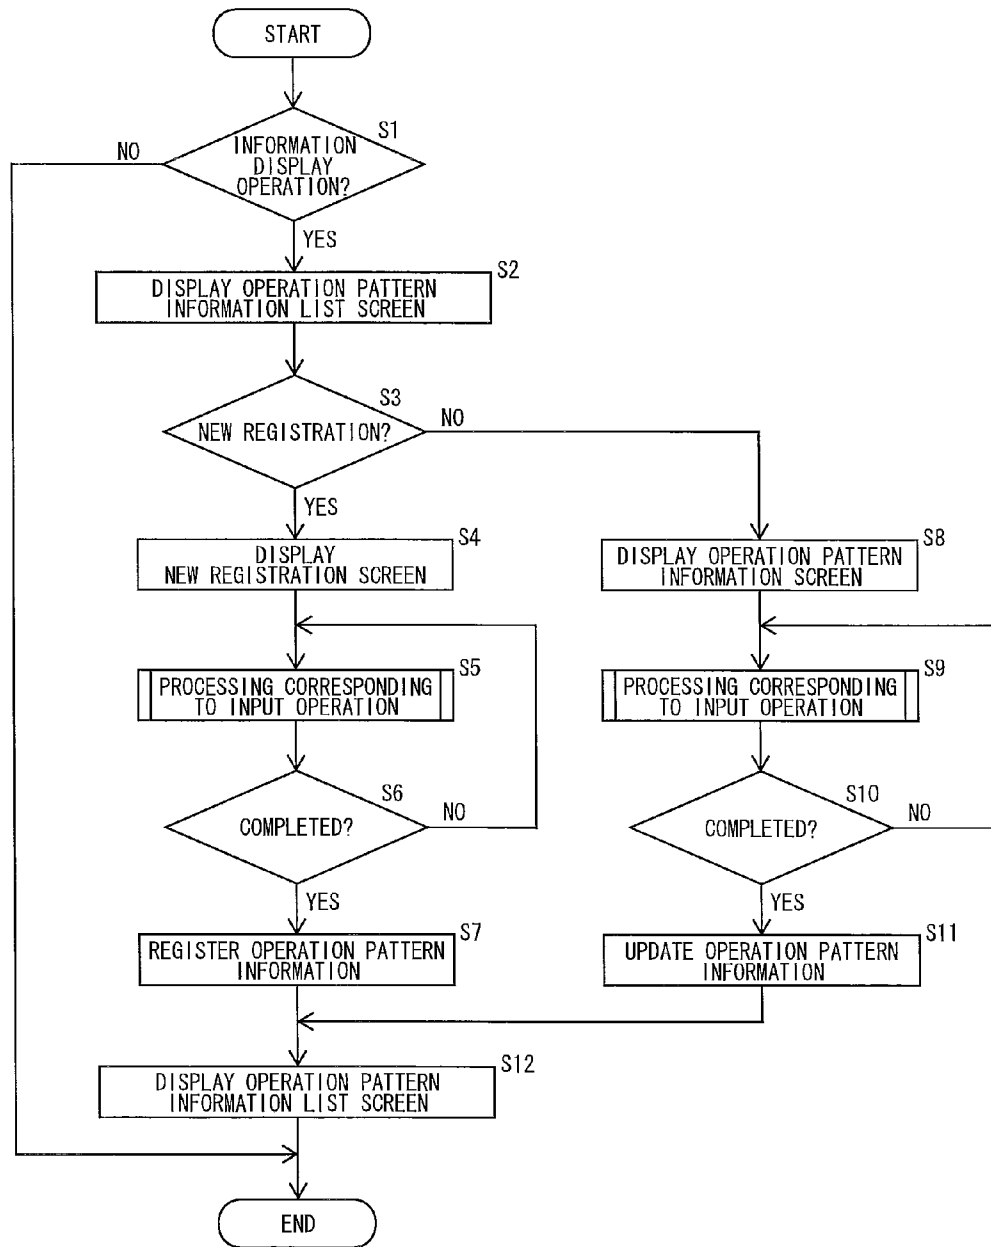 START
S1
INFORMATION
DISPLAY
OPERATION?
NO
YES
S2
DISPLAY OPERATION PATTERN
INFORMATION LIST SCREEN
S3
NEW REGISTRATION?
NO
YES
S4
DISPLAY
NEW REGISTRATION SCREEN
S8
DISPLAY OPERATION PATTERN
INFORMATION SCREEN
S5
PROCESSING CORRESPONDING
TO INPUT OPERATION
S9
PROCESSING CORRESPONDING
TO INPUT OPERATION
S6
COMPLETED?
NO
YES
S10
COMPLETED?
NO
YES
S7
REGISTER OPERATION PATTERN
INFORMATION
S11
UPDATE OPERATION PATTERN
INFORMATION
S12
DISPLAY OPERATION PATTERN
INFORMATION LIST SCREEN
END